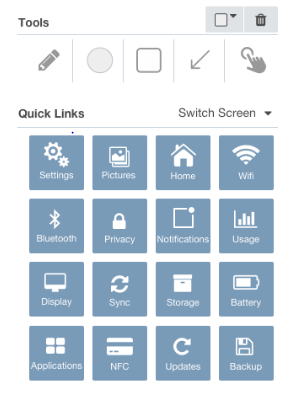 Tools
Quick Links
Switch Screen
Settings
Pictures
Home
Wifi
Bluetooth
Privacy
Notifications
Usage
Display
Sync
Storage
Battery
Applications
NFC
Updates
Backup